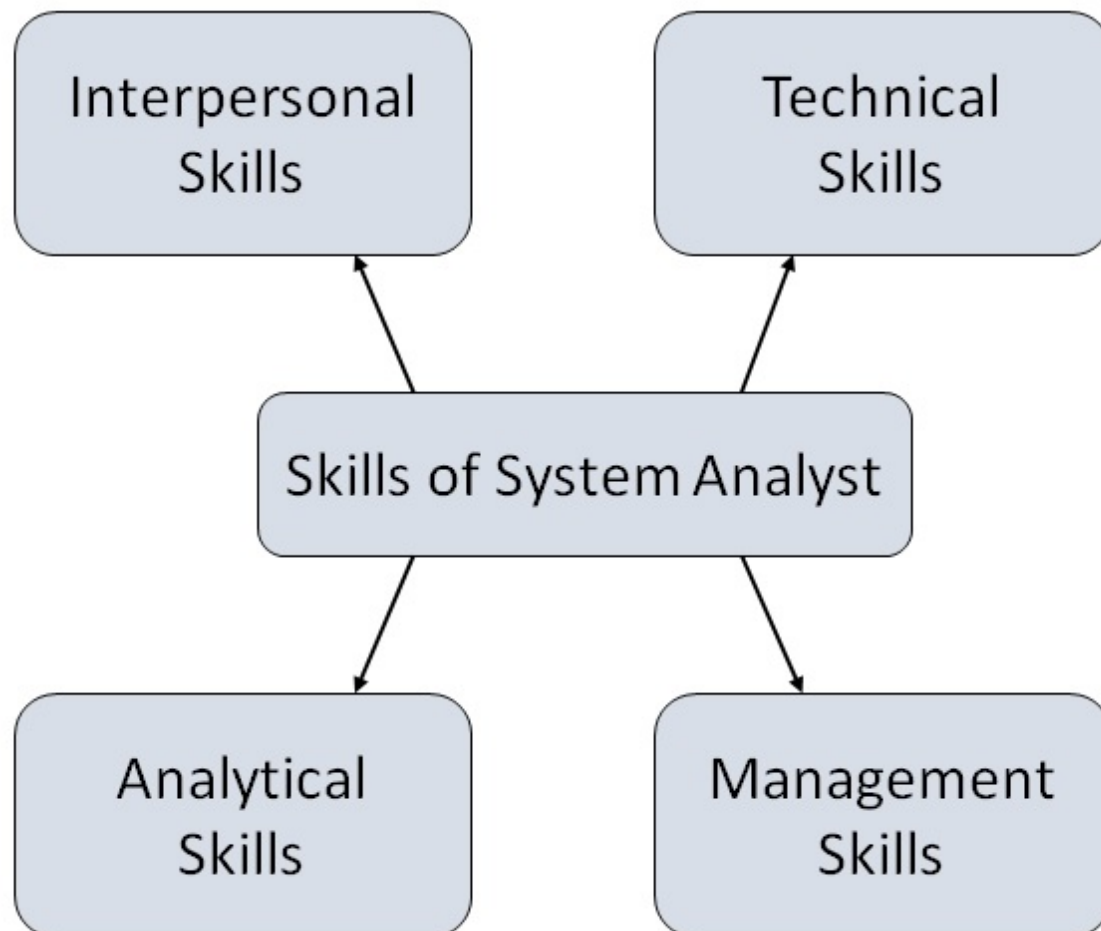 Interpersonal
Skills
Technical
Skills
Skills of System Analyst
Analytical
Skills
Management
Skills